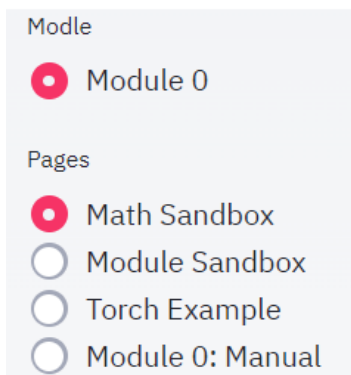 Modle
Module 0
Pages
Math Sandbox
Module Sandbox
Torch Example
Module 0: Manual